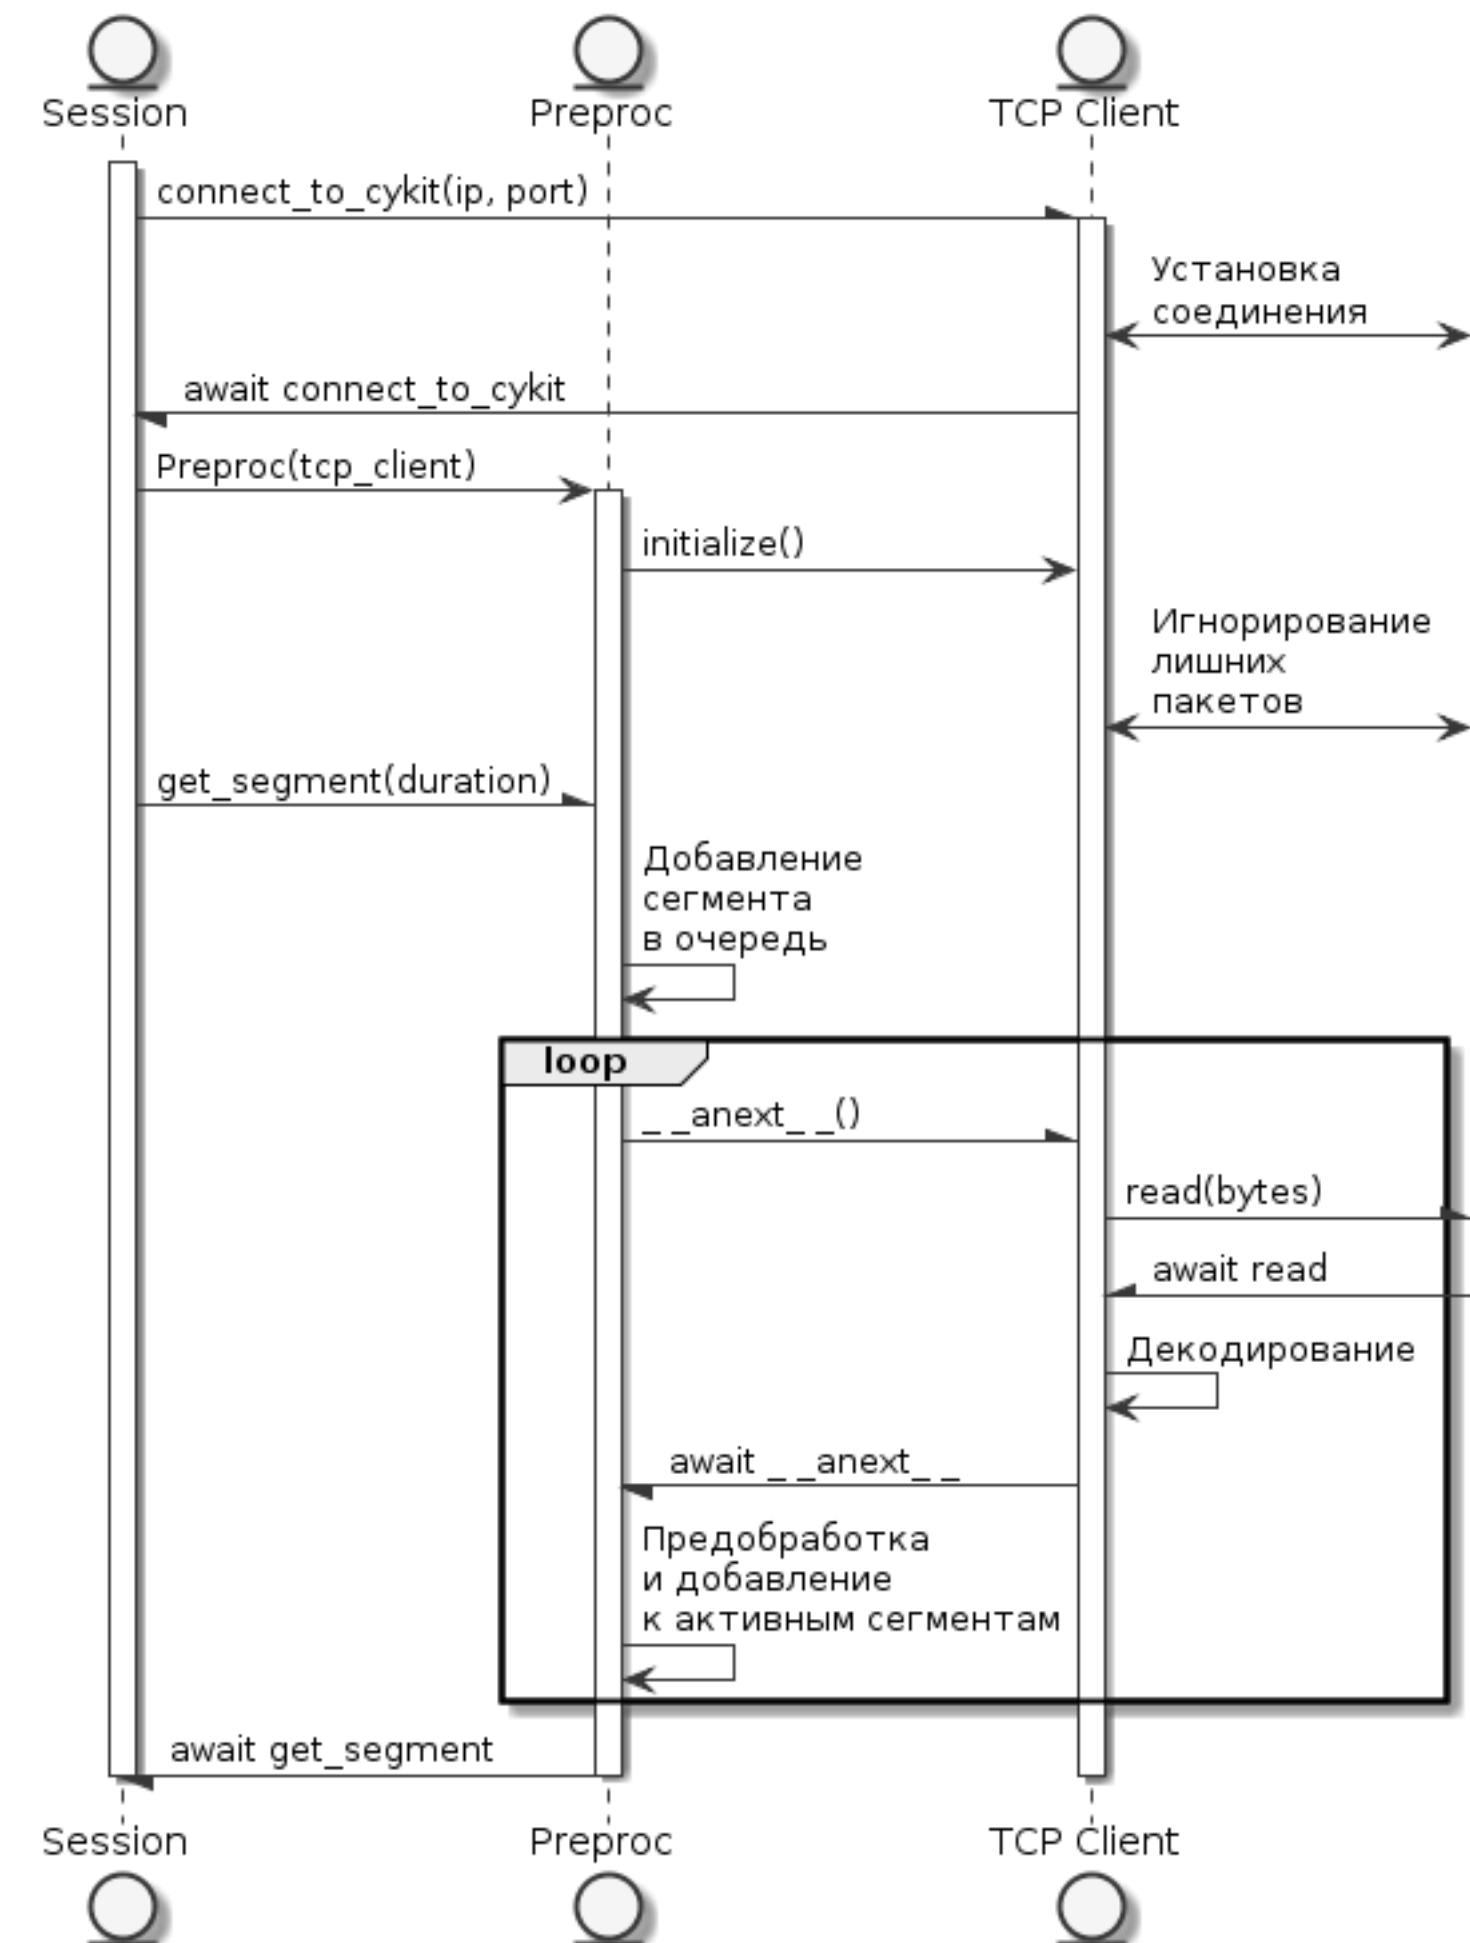 Session
Preproc
TCP Client
connect_to_cykit(ip, port)
Установка
соединения
await connect_to_cykit
Preproc(tcp_client)
initialize()
Игнорирование
лишних
пакетов
get_segment(duration)
Добавление
сегмента
в очередь
loop
_ _anext_ _()
read(bytes)
await read
Декодирование
await _ _anext_ _
Предобработка
и добавление
к активным сегментам
await get_segment
Session
Preproc
TCP Client